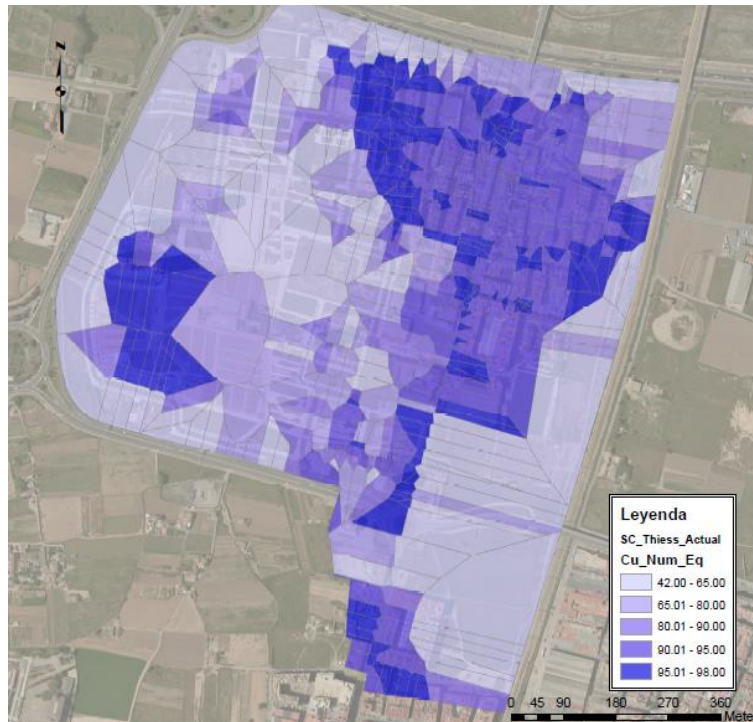 z
Leyenda
SC_Thiess_Actual
Cu_Num_Eq
42.00 - 65.00
65.01 - 80.00
80.01 - 90.00
90.01 - 95.00
95.01 - 98.00
0 45 90 180 270 360
Mete